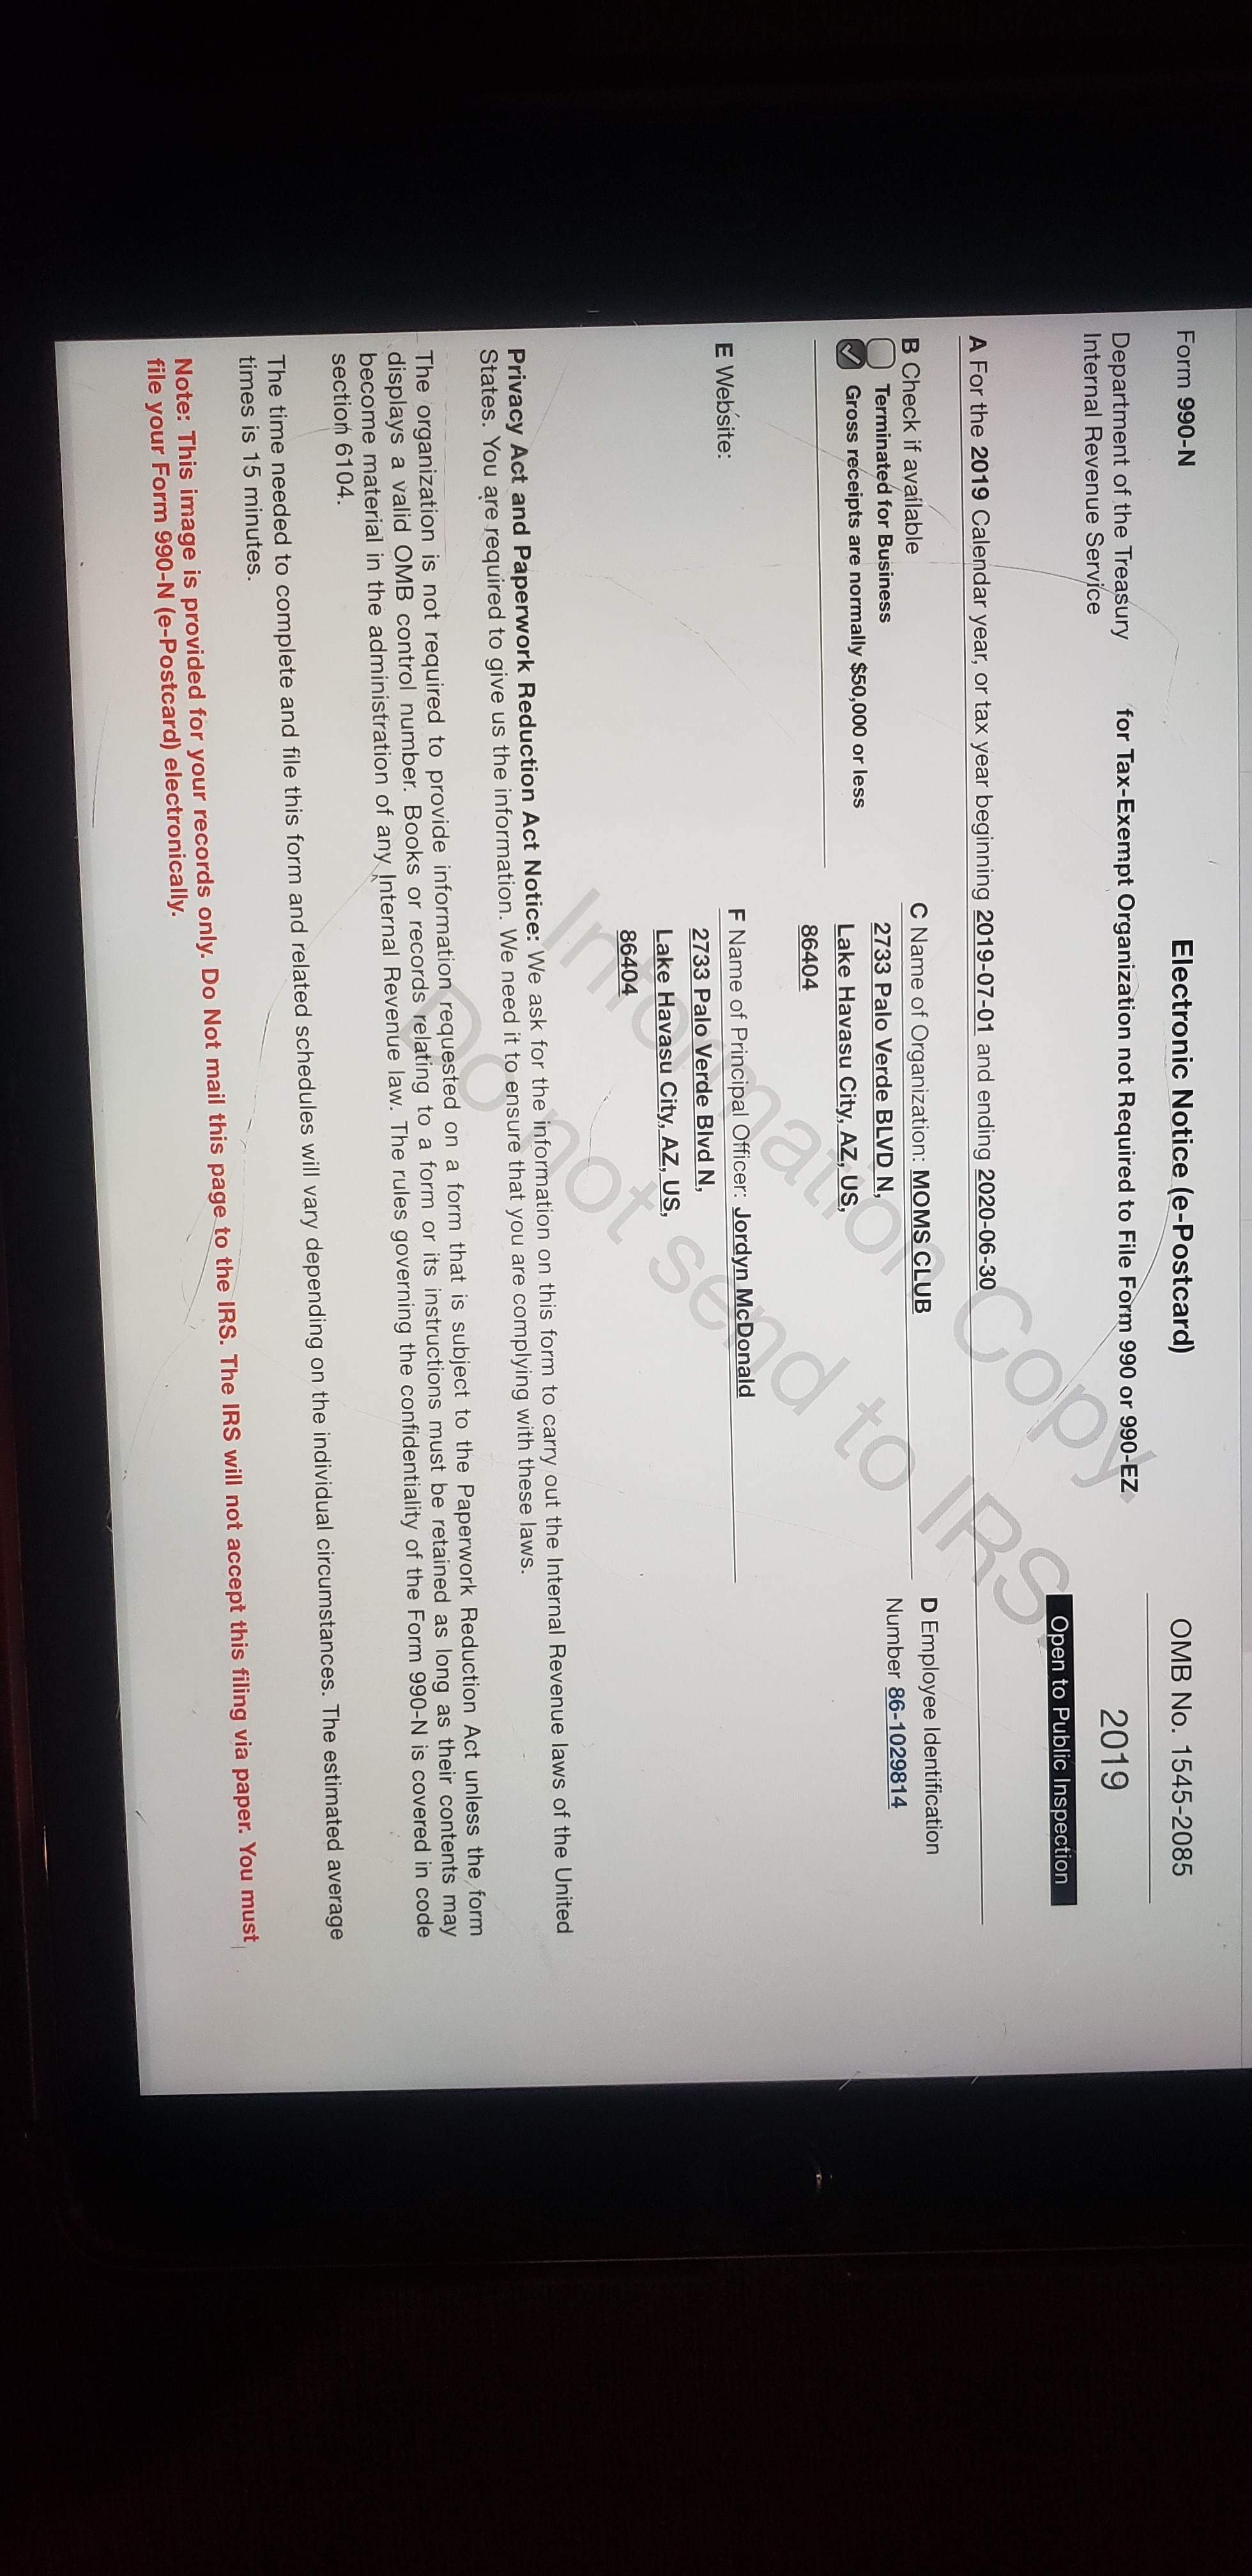 Form 990-N
Electronic Notice (e-Postcard)
OMB No. 1545-2085
Department of the Treasury
Internal Revenue Service
for Tax-Exempt Organization not Required to File Form 990 or 990-EZ
2019
Open to Public Inspection
A For the 2019 Calendar year, or tax year beginning 2019-07-01 and ending 2020-06-30
B Check if available
Terminated for Business
Gross receipts are normally $50,000 or less
C Name of Organization: MOMS CLUB
2733 Palo Verde BLVD N,
Lake Havasu City, AZ, US,
86404
D Employee Identification
Number 86-1029814
E Website:
F Name of Principal Officer: Jordyn McDonald
2733 Palo Verde Blvd N,
Lake Havasu City, AZ, US,
86404
Information Copy.
Do not send to IRS.
Privacy Act and Paperwork Reduction Act Notice: We ask for the information on this form to carry out the Internal Revenue laws of the United
States. You are required to give us the information. We need it to ensure that you are complying with these laws.
The organization is not required to provide information requested on a form that is subject to the Paperwork Reduction Act unless the form
displays a valid OMB control number. Books or records relating to a form or its instructions must be retained as long as their contents may
become material in the administration of any Internal Revenue law. The rules governing the confidentiality of the Form 990-N is covered in code
section 6104.
The time needed to complete and file this form and related schedules will vary depending on the individual circumstances. The estimated average
times is 15 minutes.
Note: This image is provided for your records only. Do Not mail this page to the IRS. The IRS will not accept this filing via paper. You must
file your Form 990-N (e-Postcard) electronically.